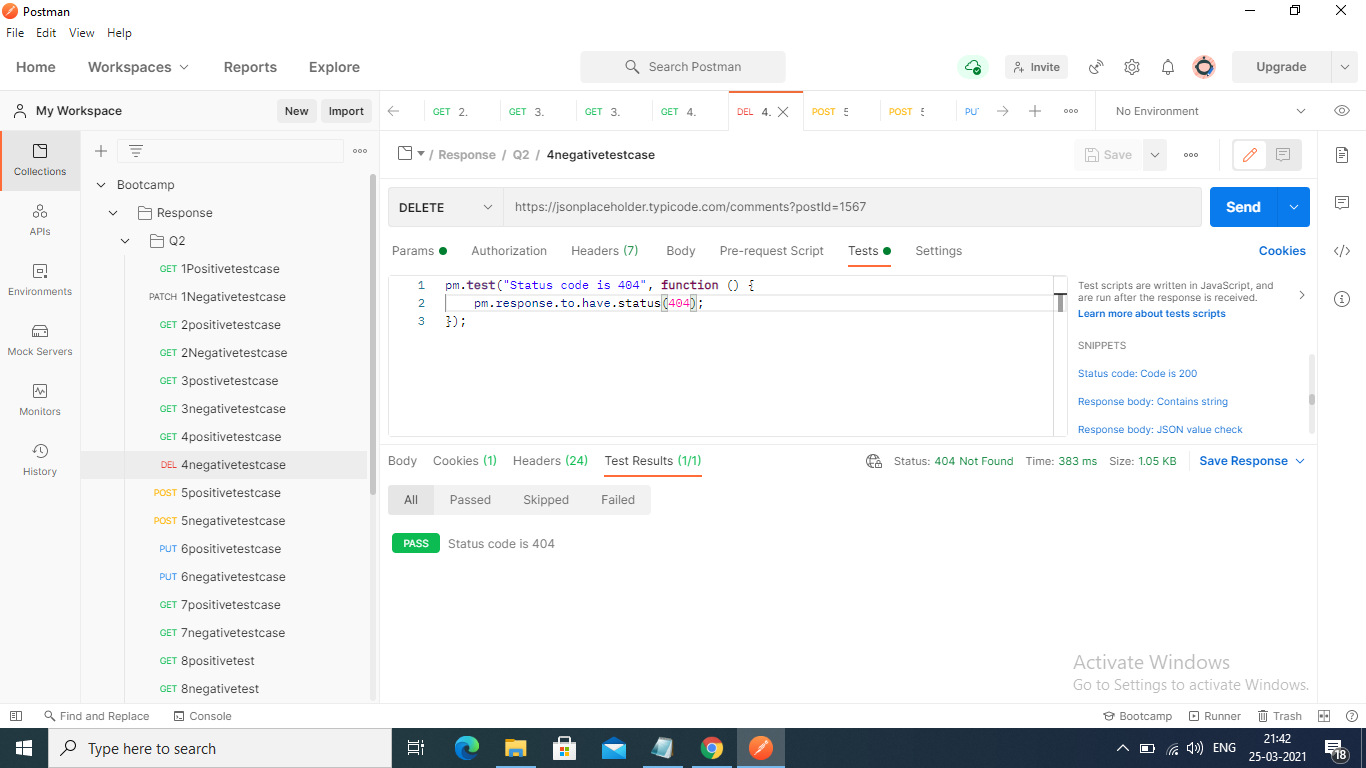 Postman
File Edit View Help
Home Workspaces Reports Explore Search Postman Invite Upgrade
My Workspace New Import GET 2. GET 3. GET 3. GET 4. DEL 4. POST POST No Environment
Collections
APIs
Environments
Mock Servers
Monitors
History
Bootcamp
Response
Q2
GET 1Positivetestcase
PATCH 1Negativetestcase
GET 2positivetestcase
GET 2Negativetestcase
GET 3postivetestcase
GET 3negativetestcase
GET 4positivetestcase
DEL 4negativetestcase
POST 5positivetestcase
POST 5negativetestcase
PUT 6positivetestcase
PUT 6negativetestcase
GET 7positivetestcase
GET 7negativetestcase
GET 8positivetest
GET 8negativetest
/ Response / Q2 / 4negativetestcase Save
DELETE https://jsonplaceholder.typicode.com/comments?postId=1567 Send
Params Authorization Headers (7) Body Pre-request Script Tests Settings Cookies
1 pm.test("Status code is 404", function () {
2 pm.response.to.have.status(404);
3 });
Test scripts are written in JavaScript, and
are run after the response is received.
Learn more about tests scripts
SNIPPETS
Status code: Code is 200
Response body: Contains string
Response body: JSON value check
Body Cookies (1) Headers (24) Test Results (1/1) Status: 404 Not Found Time: 383 ms Size: 1.05 KB Save Response
All Passed Skipped Failed
PASS Status code is 404
Activate Windows
Go to Settings to activate Windows.
Find and Replace Console Bootcamp Runner Trash
Type here to search ENG 21:42
25-03-2021 18